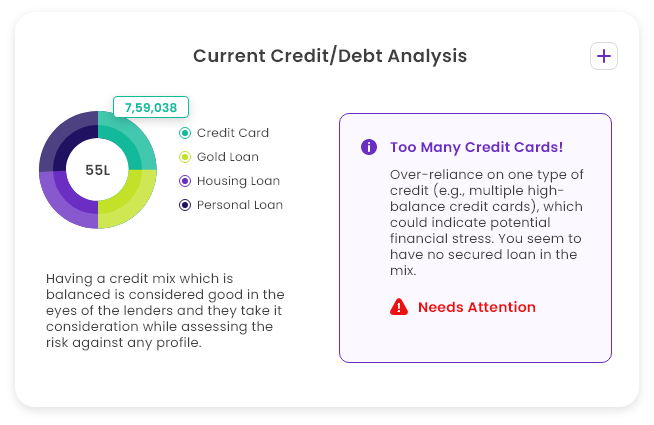 Current Credit/Debt Analysis
7,59,038
55L
Credit Card
Gold Loan
Housing Loan
Personal Loan
Having a credit mix which is
balanced is considered good in the
eyes of the lenders and they take it
consideration while assessing the
risk against any profile.
Too Many Credit Cards!
Over-reliance on one type of
credit (e.g., multiple high-
balance credit cards), which
could indicate potential
financial stress. You seem to
have no secured loan in the
mix.
Needs Attention